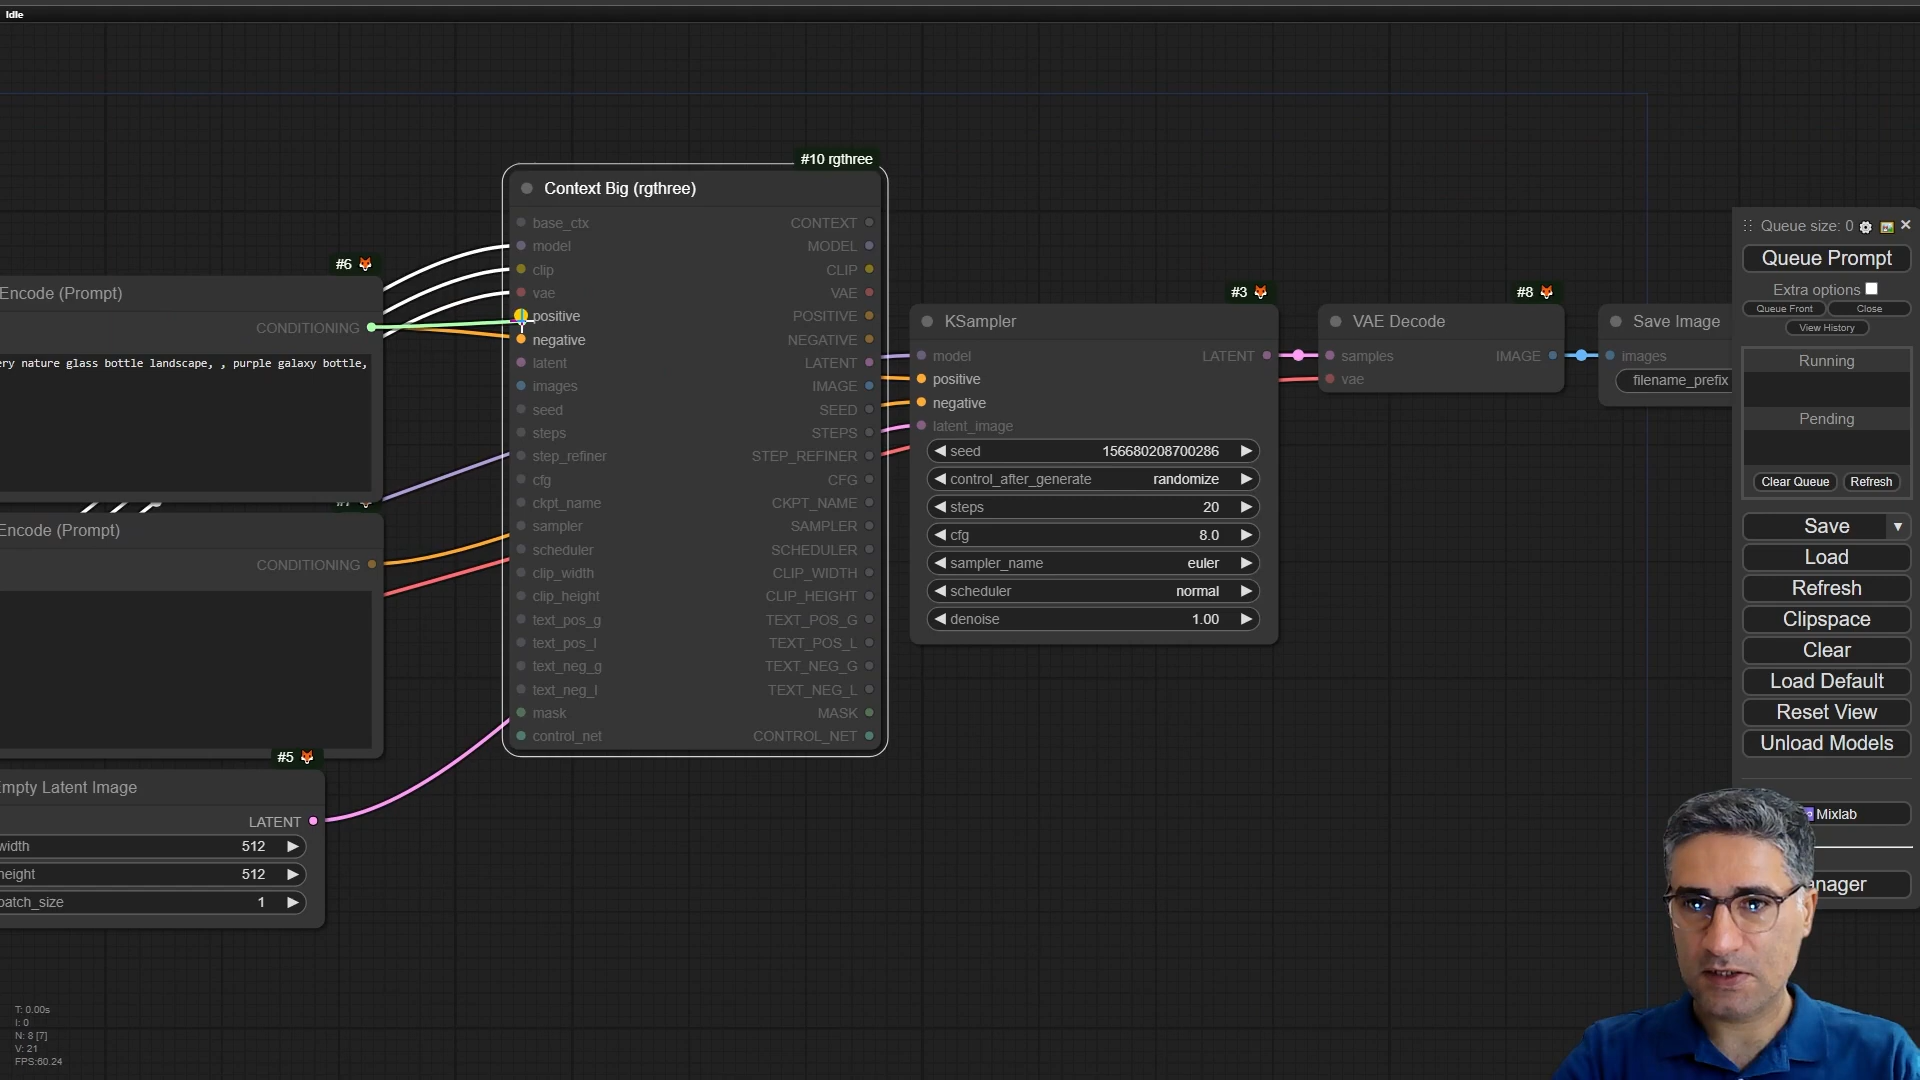 Idle
#10 rgthree
Context Big (rgthree)
base_ctx CONTEXT
model MODEL
clip CLIP
vae VAE
positive POSITIVE
negative NEGATIVE
latent LATENT
images IMAGE
seed SEED
steps STEPS
step_refiner STEP_REFINER
cfg CFG
ckpt_name CKPT_NAME
sampler SAMPLER
scheduler SCHEDULER
clip_width CLIP_WIDTH
clip_height CLIP_HEIGHT
text_pos_g TEXT_POS_G
text_pos_l TEXT_POS_L
text_neg_g TEXT_NEG_G
text_neg_l TEXT_NEG_L
mask MASK
control_net CONTROL_NET
#6
Encode (Prompt)
CONDITIONING
ery nature glass bottle landscape, , purple galaxy bottle,
Encode (Prompt)
CONDITIONING
#5
Empty Latent Image
LATENT
width 512
height 512
batch_size 1
#3
KSampler
model LATENT
positive
negative
latent_image
seed 156680208700286
control_after_generate randomize
steps 20
cfg 8.0
sampler_name euler
scheduler normal
denoise 1.00
#8
VAE Decode
samples IMAGE
vae
Save Image
images
filename_prefix
Queue size: 0
Queue Prompt
Extra options
Queue Front Close
View History
Running
Pending
Clear Queue Refresh
Save
Load
Refresh
Clipspace
Clear
Load Default
Reset View
Unload Models
Mixlab
anager
T: 0.00s
I: 0
N: 8 [7]
V: 21
FPS:60.24